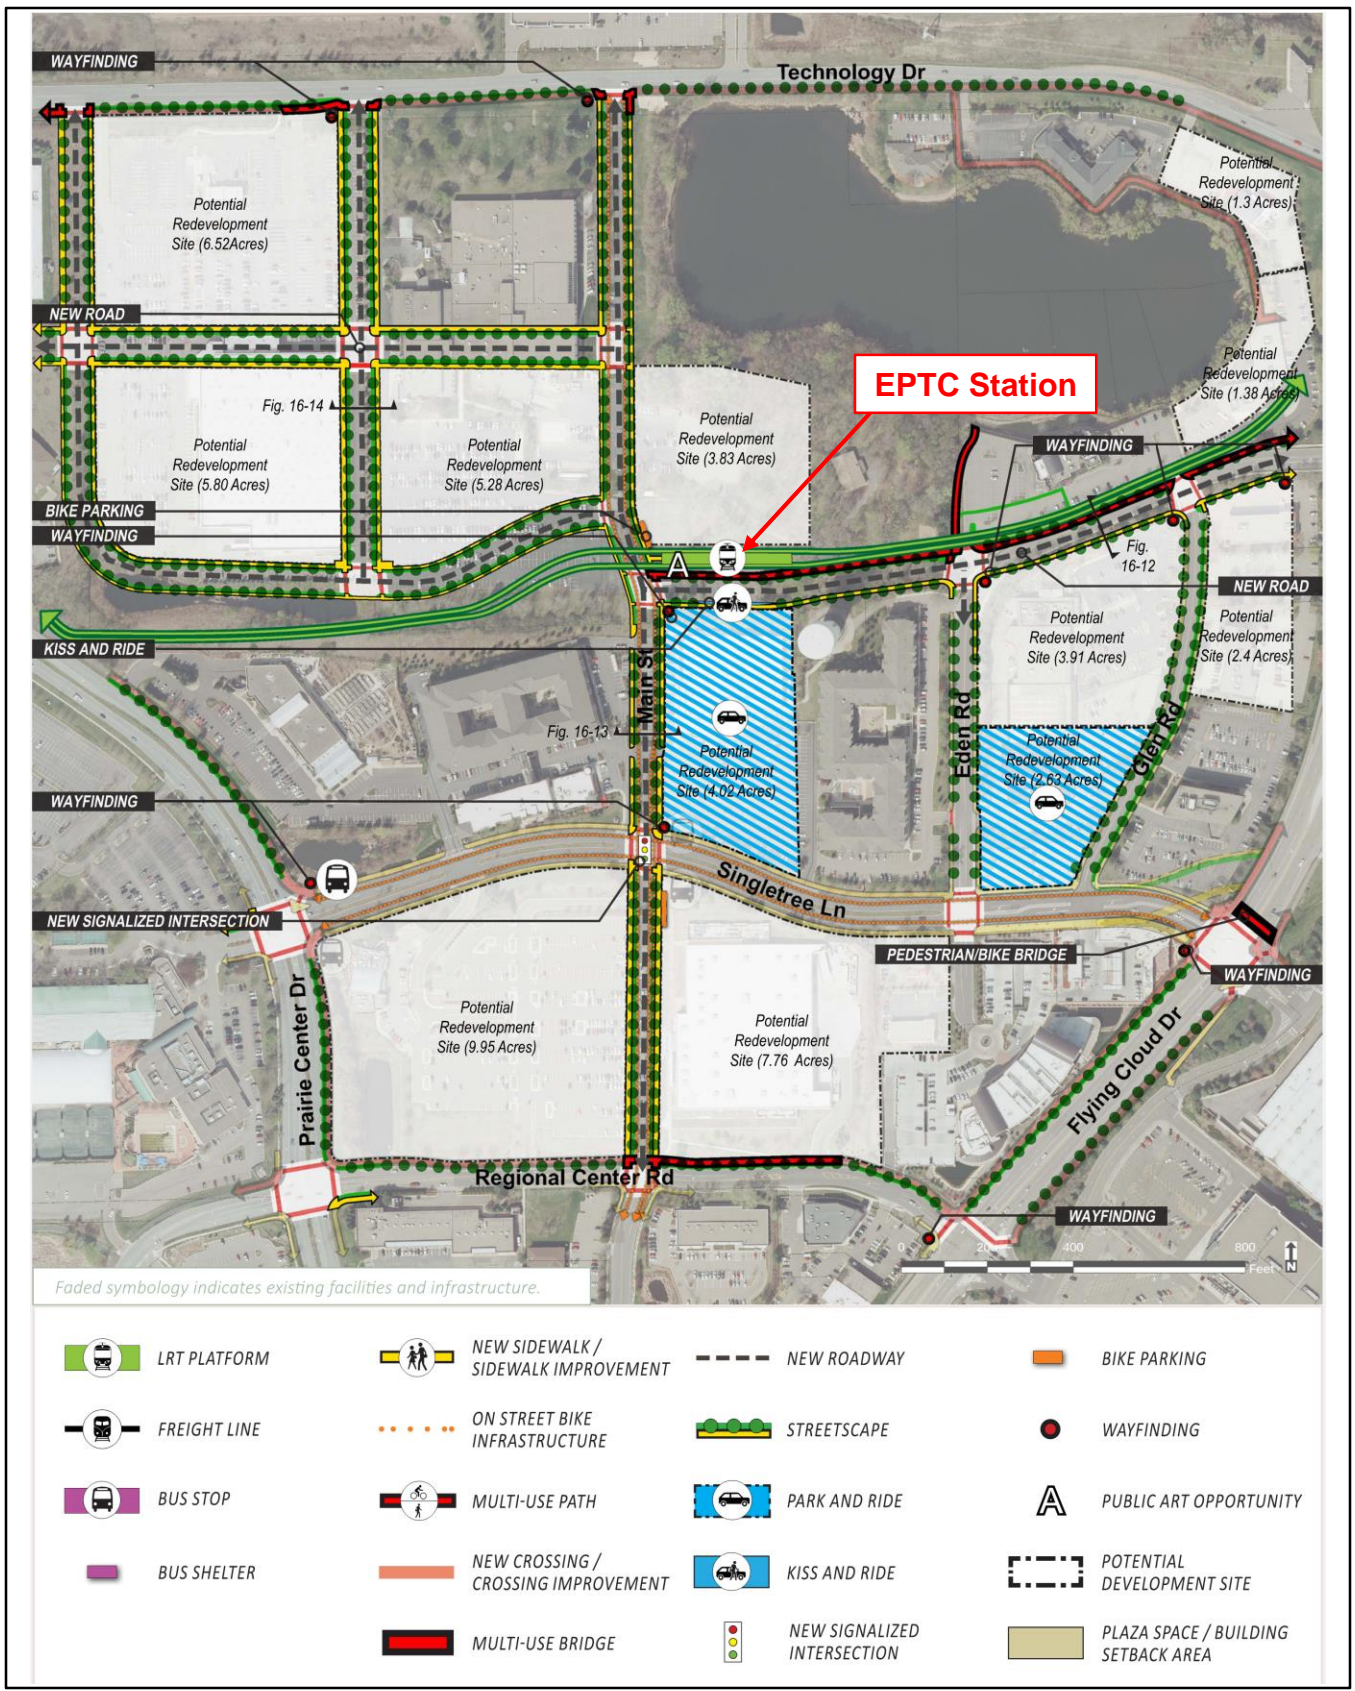 WAYFINDING
Technology Dr
Potential
Redevelopment
Site (1.3 Acres)
Potential
Redevelopment
Site (6.52Acres)
NEW ROAD
Potential
Redevelopment
Site (1.38 Acres)
EPTC Station
Fig. 16-14
Potential
Redevelopment
Site (3.83 Acres)
WAYFINDING
Potential
Redevelopment
Site (5.80 Acres)
Potential
Redevelopment
Site (5.28 Acres)
BIKE PARKING
WAYFINDING
Fig.
16-12
A
NEW ROAD
KISS AND RIDE
Potential
Redevelopment
Site (3.91 Acres)
Potential
Redevelopment
Site (2.4 Acres)
Main St
Fig. 16-13
Eden Rd
Glen Rd
Potential
Redevelopment
Site (4.02 Acres)
Potential
Redevelopment
Site (2.63 Acres)
WAYFINDING
Singletree Ln
NEW SIGNALIZED INTERSECTION
PEDESTRIAN/BIKE BRIDGE
WAYFINDING
Prairie Center Dr
Potential
Redevelopment
Site (9.95 Acres)
Potential
Redevelopment
Site (7.76 Acres)
Flying Cloud Dr
Regional Center Rd
WAYFINDING
0 200 400 800
Feet
N
Faded symbology indicates existing facilities and infrastructure.
LRT PLATFORM
NEW SIDEWALK /
SIDEWALK IMPROVEMENT
NEW ROADWAY
BIKE PARKING
FREIGHT LINE
ON STREET BIKE
INFRASTRUCTURE
STREETSCAPE
WAYFINDING
BUS STOP
MULTI-USE PATH
PARK AND RIDE
A
PUBLIC ART OPPORTUNITY
BUS SHELTER
NEW CROSSING /
CROSSING IMPROVEMENT
KISS AND RIDE
POTENTIAL
DEVELOPMENT SITE
MULTI-USE BRIDGE
NEW SIGNALIZED
INTERSECTION
PLAZA SPACE / BUILDING
SETBACK AREA